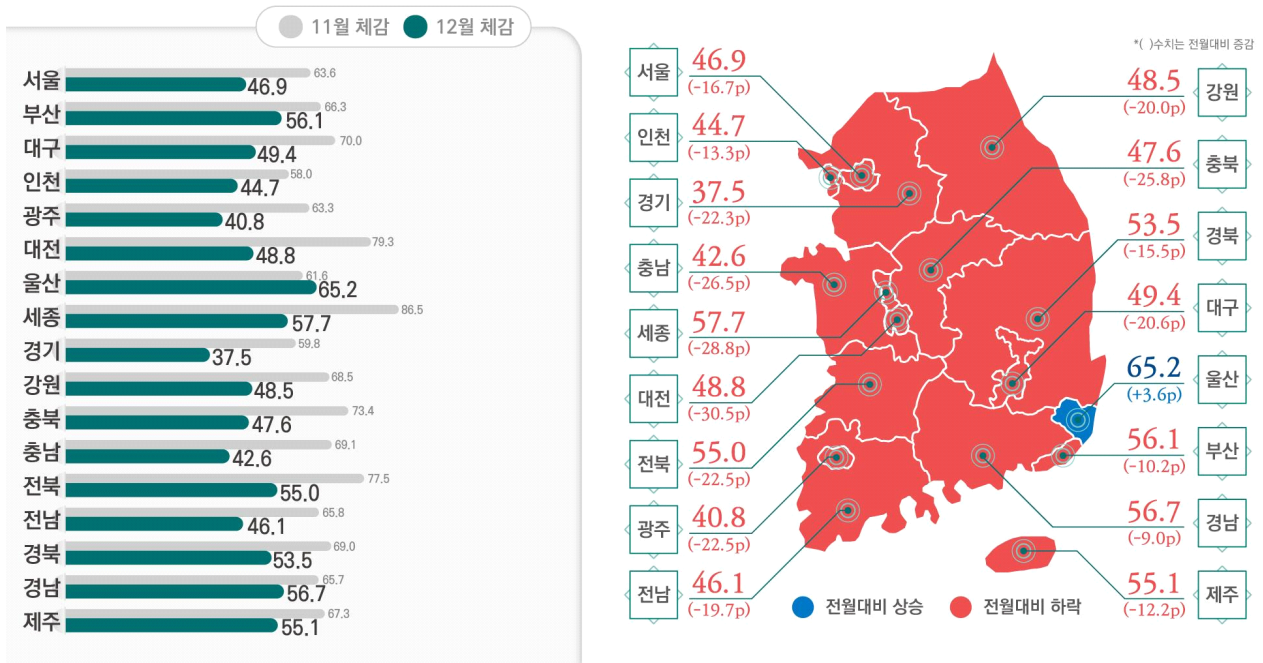 11월 체감 12월 체감
서울 63.6 46.9
부산 66.3 56.1
대구 70.0 49.4
인천 58.0 44.7
광주 63.3 40.8
대전 79.3 48.8
울산 61.6 65.2
세종 86.5 57.7
경기 59.8 37.5
강원 68.5 48.5
충북 73.4 47.6
충남 69.1 42.6
전북 77.5 55.0
전남 65.8 46.1
경북 69.0 53.5
경남 65.7 56.7
제주 67.3 55.1
*( )수치는 전월대비 증감
서울 46.9
(-16.7p)
인천 44.7
(-13.3p)
경기 37.5
(-22.3p)
충남 42.6
(-26.5p)
세종 57.7
(-28.8p)
대전 48.8
(-30.5p)
전북 55.0
(-22.5p)
광주 40.8
(-22.5p)
전남 46.1
(-19.7p)
48.5 강원
(-20.0p)
47.6 충북
(-25.8p)
53.5 경북
(-15.5p)
49.4 대구
(-20.6p)
65.2 울산
(+3.6p)
56.1 부산
(-10.2p)
56.7 경남
(-9.0p)
55.1 제주
(-12.2p)
전월대비 상승 전월대비 하락